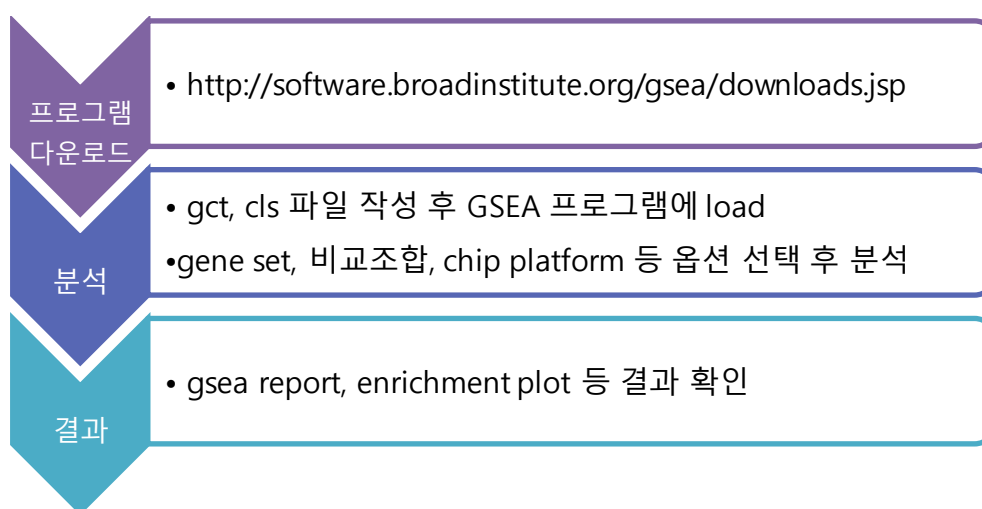 프로그램
다운로드
• http://software.broadinstitute.org/gsea/downloads.jsp
분석
• gct, cls 파일 작성 후 GSEA 프로그램에 load
•gene set, 비교조합, chip platform 등 옵션 선택 후 분석
결과
• gsea report, enrichment plot 등 결과 확인